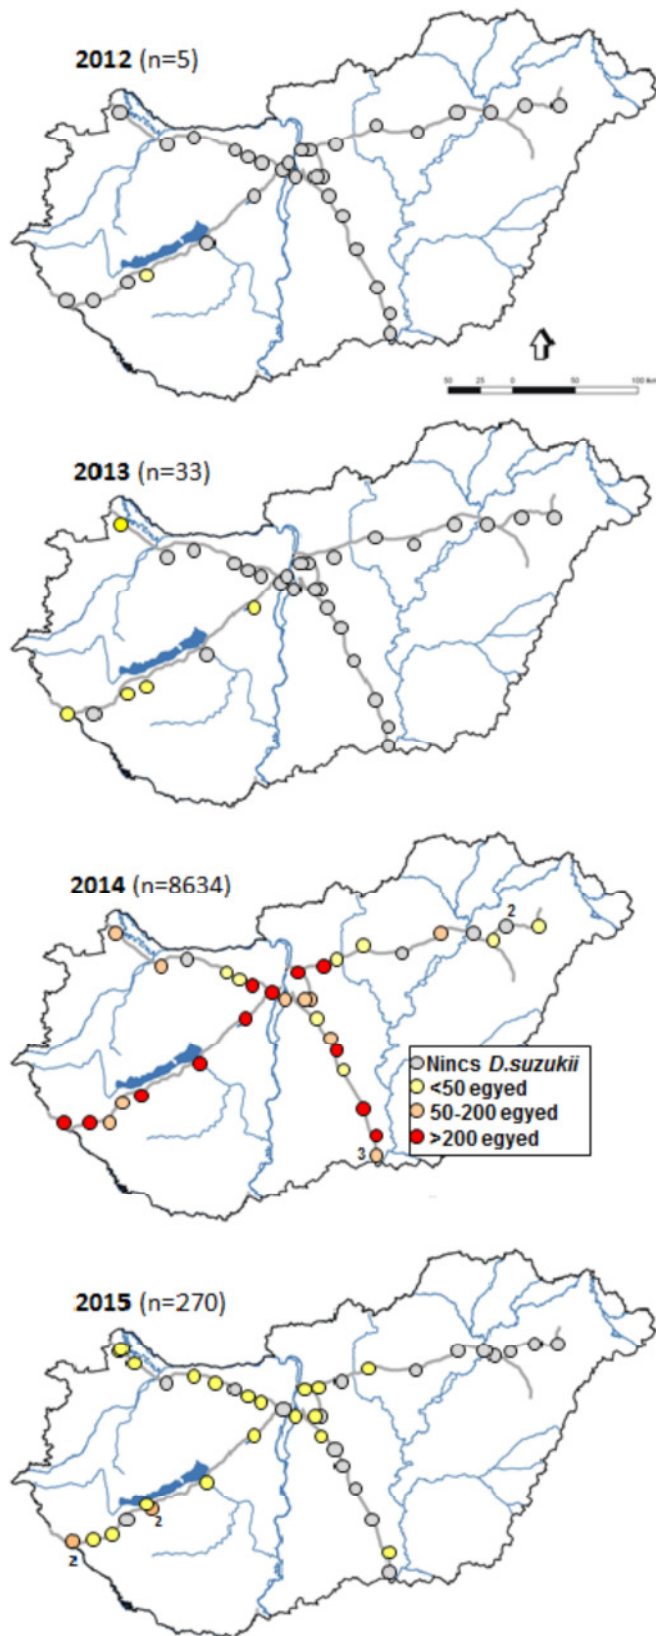 2012 (n=5)
50 25 0 50 100 km
2013 (n=33)
2014 (n=8634)
2
Nincs D.suzukii
<50 egyed
50-200 egyed
>200 egyed
3
2015 (n=270)
2
2